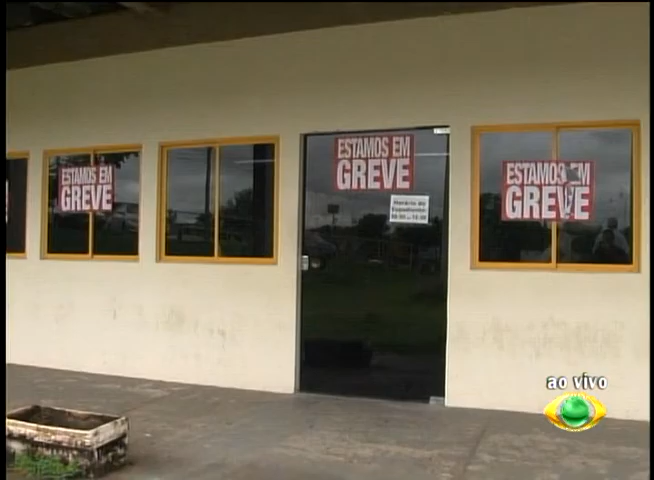 ESTAMOS EM
GREVE
ESTAMOS EM
GREVE
Horário de
Expediente:
ESTAMOS EM
GREVE
ao vivo